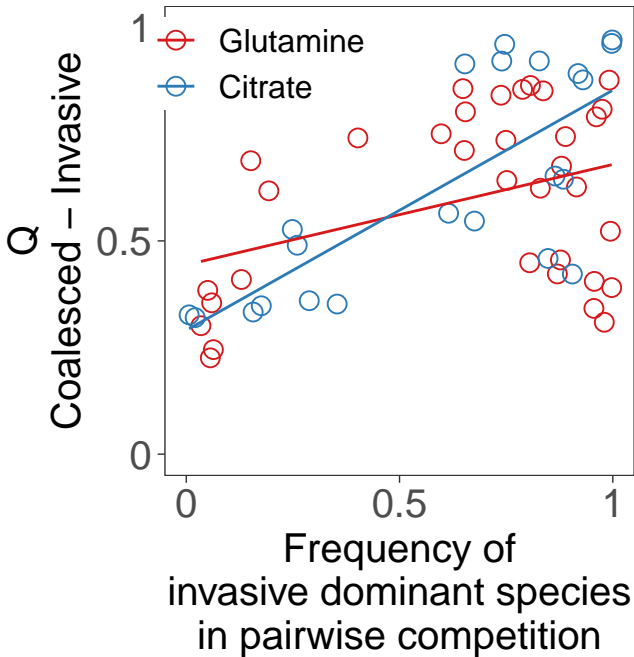 1
Glutamine
Citrate
Q
Coalesced – Invasive
0.5
0
0 0.5 1
Frequency of
invasive dominant species
in pairwise competition